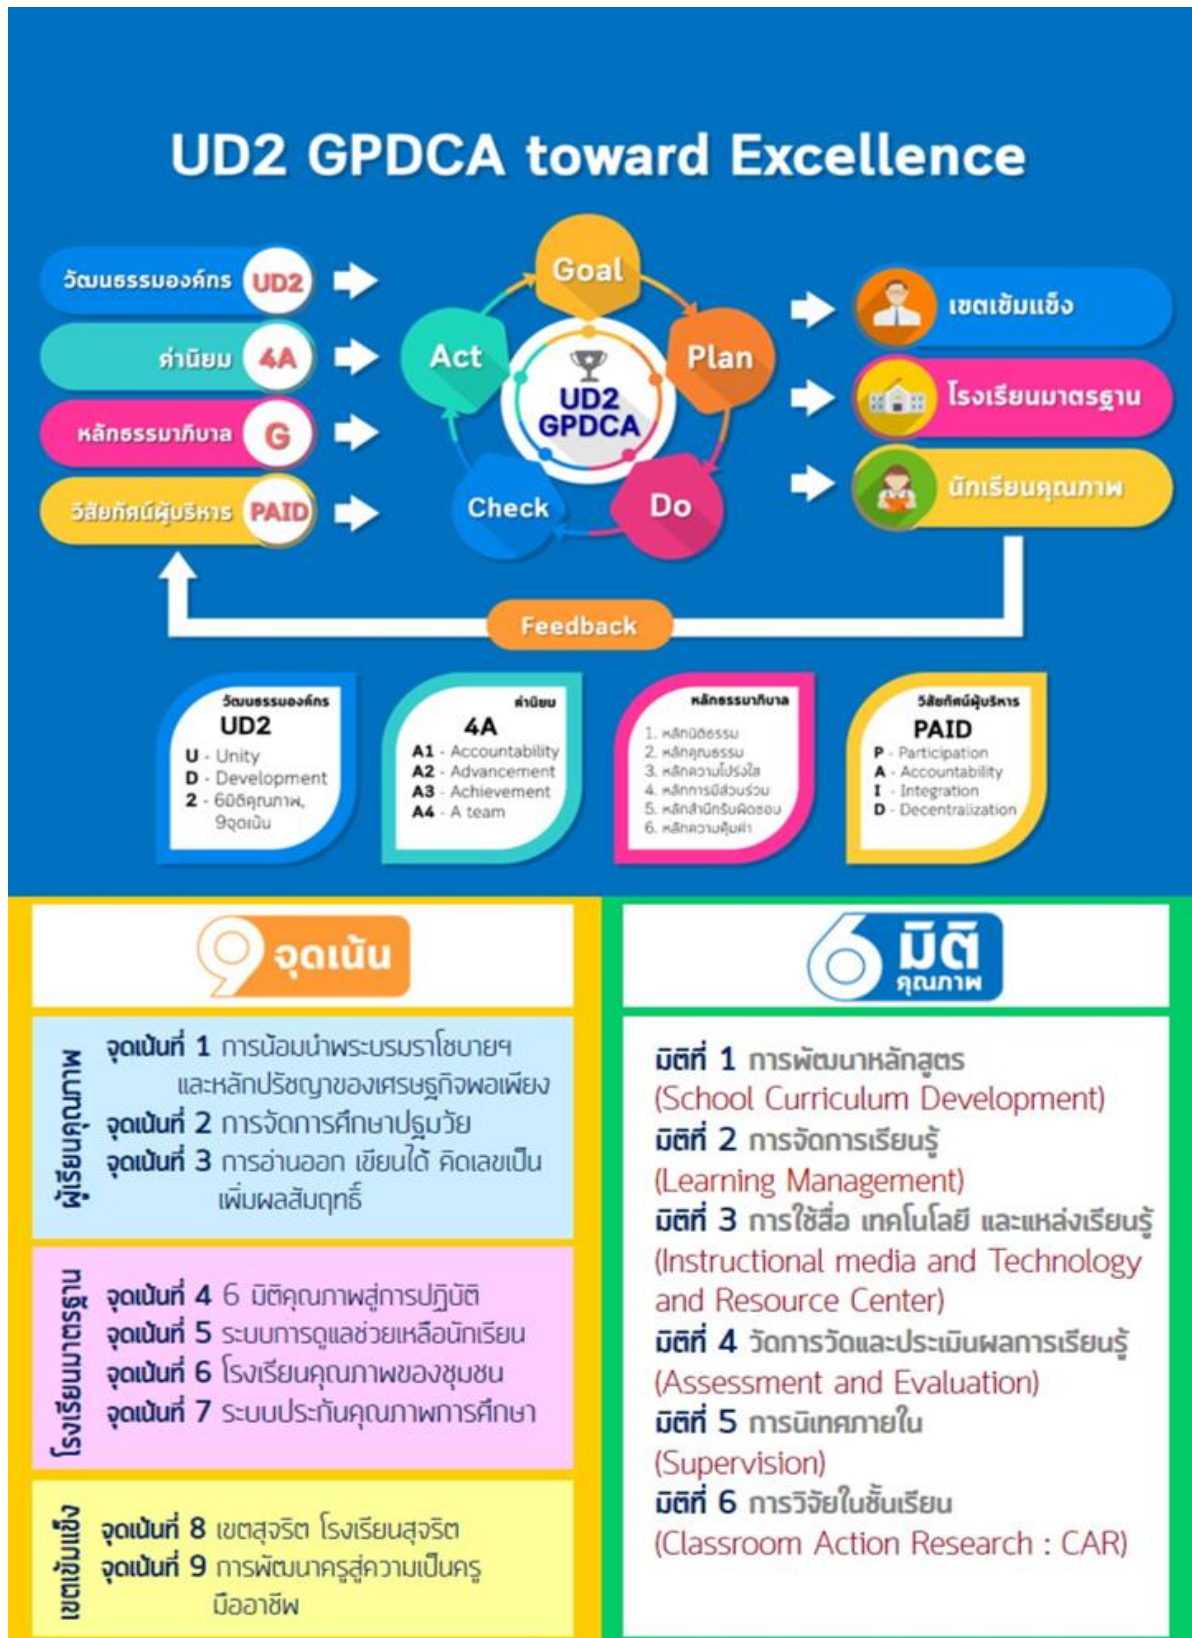 UD2 GPDCA toward Excellence
วัฒนธรรมองค์กร UD2
ค่านิยม 4A
หลักธรรมาภิบาล G
วิสัยทัศน์ผู้บริหาร PAID
Goal
Plan
Do
Check
Act
UD2
GPDCA
เขตเข้มแข็ง
โรงเรียนมาตรฐาน
นักเรียนคุณภาพ
Feedback
วัฒนธรรมองค์กร
UD2
U - Unity
D - Development
2 - 6มิติคุณภาพ,
9จุดเน้น
ค่านิยม
4A
A1 - Accountability
A2 - Advancement
A3 - Achievement
A4 - A team
หลักธรรมาภิบาล
1. หลักนิติธรรม
2. หลักคุณธรรม
3. หลักความโปร่งใส
4. หลักการมีส่วนร่วม
5. หลักสำนึกรับผิดชอบ
6. หลักความคุ้มค่า
วิสัยทัศน์ผู้บริหาร
PAID
P - Participation
A - Accountability
I - Integration
D - Decentralization
9 จุดเน้น
ผู้เรียนคุณภาพ
จุดเน้นที่ 1 การน้อมนำพระบรมราโชบายฯ
และหลักปรัชญาของเศรษฐกิจพอเพียง
จุดเน้นที่ 2 การจัดการศึกษาปฐมวัย
จุดเน้นที่ 3 การอ่านออก เขียนได้ คิดเลขเป็น
เพิ่มผลสัมฤทธิ์
โรงเรียนมาตรฐาน
จุดเน้นที่ 4 6 มิติคุณภาพสู่การปฏิบัติ
จุดเน้นที่ 5 ระบบการดูแลช่วยเหลือนักเรียน
จุดเน้นที่ 6 โรงเรียนคุณภาพของชุมชน
จุดเน้นที่ 7 ระบบประกันคุณภาพการศึกษา
เขตเข้มแข็ง
จุดเน้นที่ 8 เขตสุจริต โรงเรียนสุจริต
จุดเน้นที่ 9 การพัฒนาครูสู่ความเป็นครู
มืออาชีพ
6 มิติ
คุณภาพ
มิติที่ 1 การพัฒนาหลักสูตร
(School Curriculum Development)
มิติที่ 2 การจัดการเรียนรู้
(Learning Management)
มิติที่ 3 การใช้สื่อ เทคโนโลยี และแหล่งเรียนรู้
(Instructional media and Technology
and Resource Center)
มิติที่ 4 วัดการวัดและประเมินผลการเรียนรู้
(Assessment and Evaluation)
มิติที่ 5 การนิเทศภายใน
(Supervision)
มิติที่ 6 การวิจัยในชั้นเรียน
(Classroom Action Research : CAR)